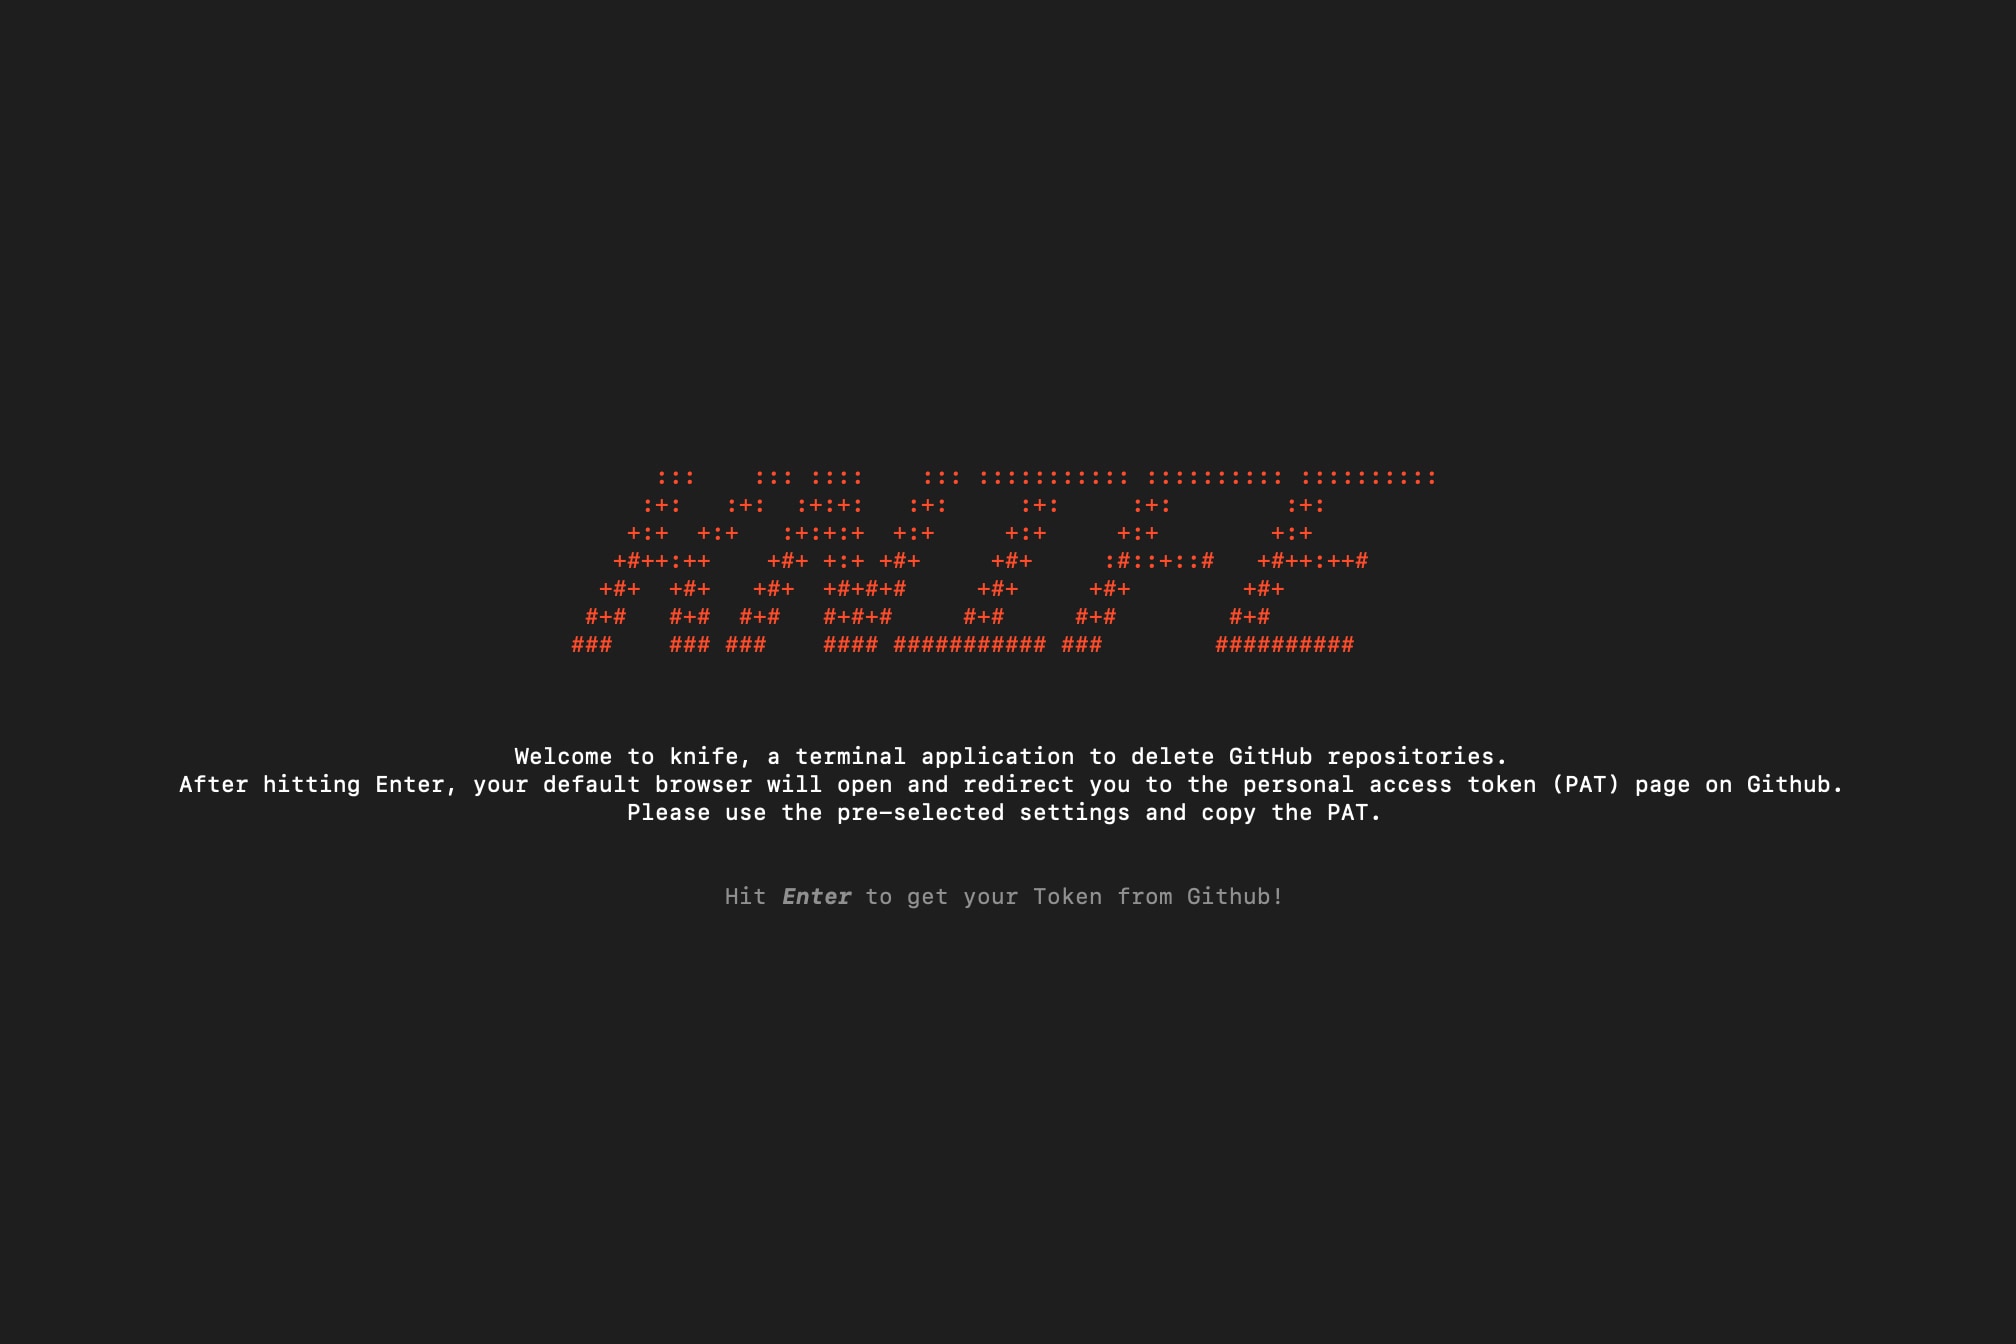 :::    ::: ::::    ::: ::::::::::: :::::::::: ::::::::::
     :+:   :+:  :+:+:   :+:     :+:     :+:        :+:
    +:+  +:+   :+:+:+  +:+     +:+     +:+        +:+
   +#++:++    +#+ +:+ +#+     +#+     :#::+::#   +#++:++#
  +#+  +#+   +#+  +#+#+#     +#+     +#+        +#+
 #+#   #+#  #+#   #+#+#     #+#     #+#        #+#
###    ### ###    #### ########### ###        ##########
Welcome to knife, a terminal application to delete GitHub repositories.
After hitting Enter, your default browser will open and redirect you to the personal access token (PAT) page on Github.
Please use the pre-selected settings and copy the PAT.
Hit Enter to get your Token from Github!